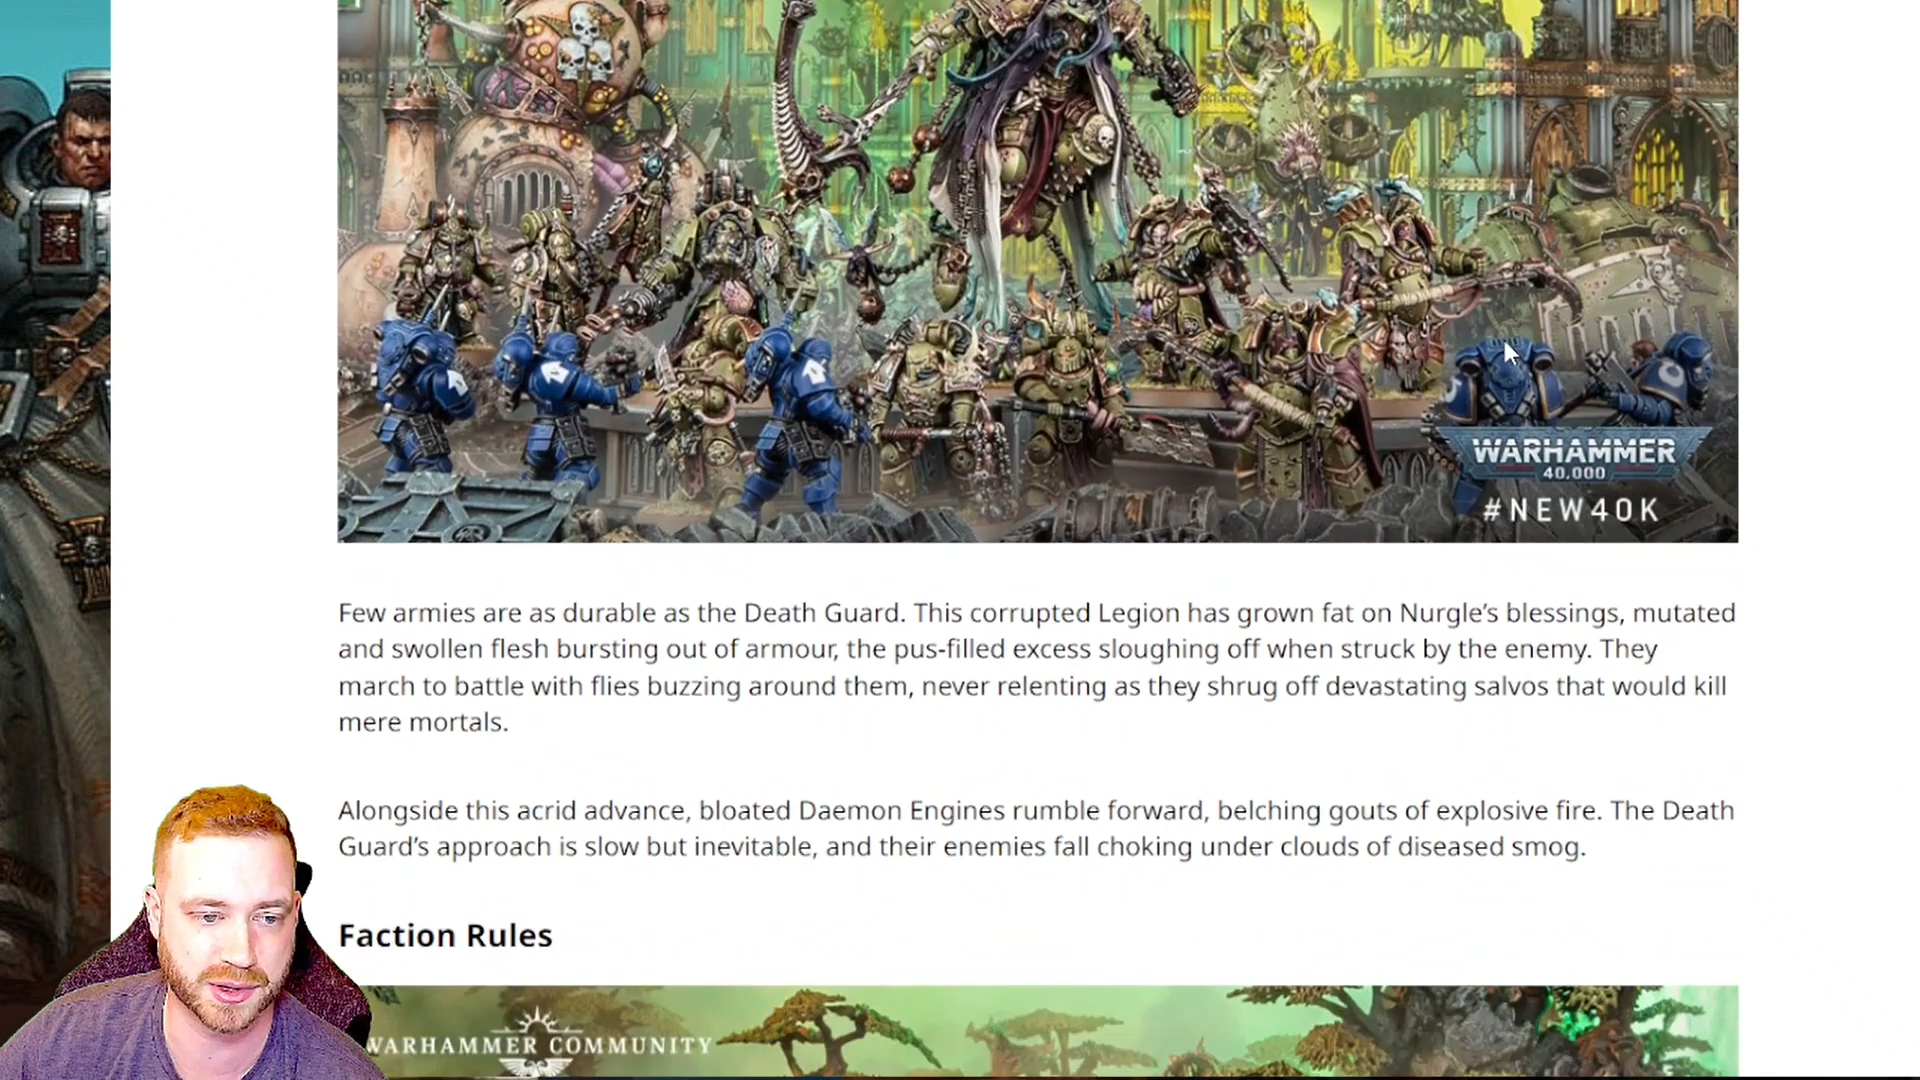 WARHAMMER
40,000
#NEW40K
Few armies are as durable as the Death Guard. This corrupted Legion has grown fat on Nurgle’s blessings, mutated
and swollen flesh bursting out of armour, the pus-filled excess sloughing off when struck by the enemy. They
march to battle with flies buzzing around them, never relenting as they shrug off devastating salvos that would kill
mere mortals.
Alongside this acrid advance, bloated Daemon Engines rumble forward, belching gouts of explosive fire. The Death
Guard’s approach is slow but inevitable, and their enemies fall choking under clouds of diseased smog.
Faction Rules
WARHAMMER COMMUNITY